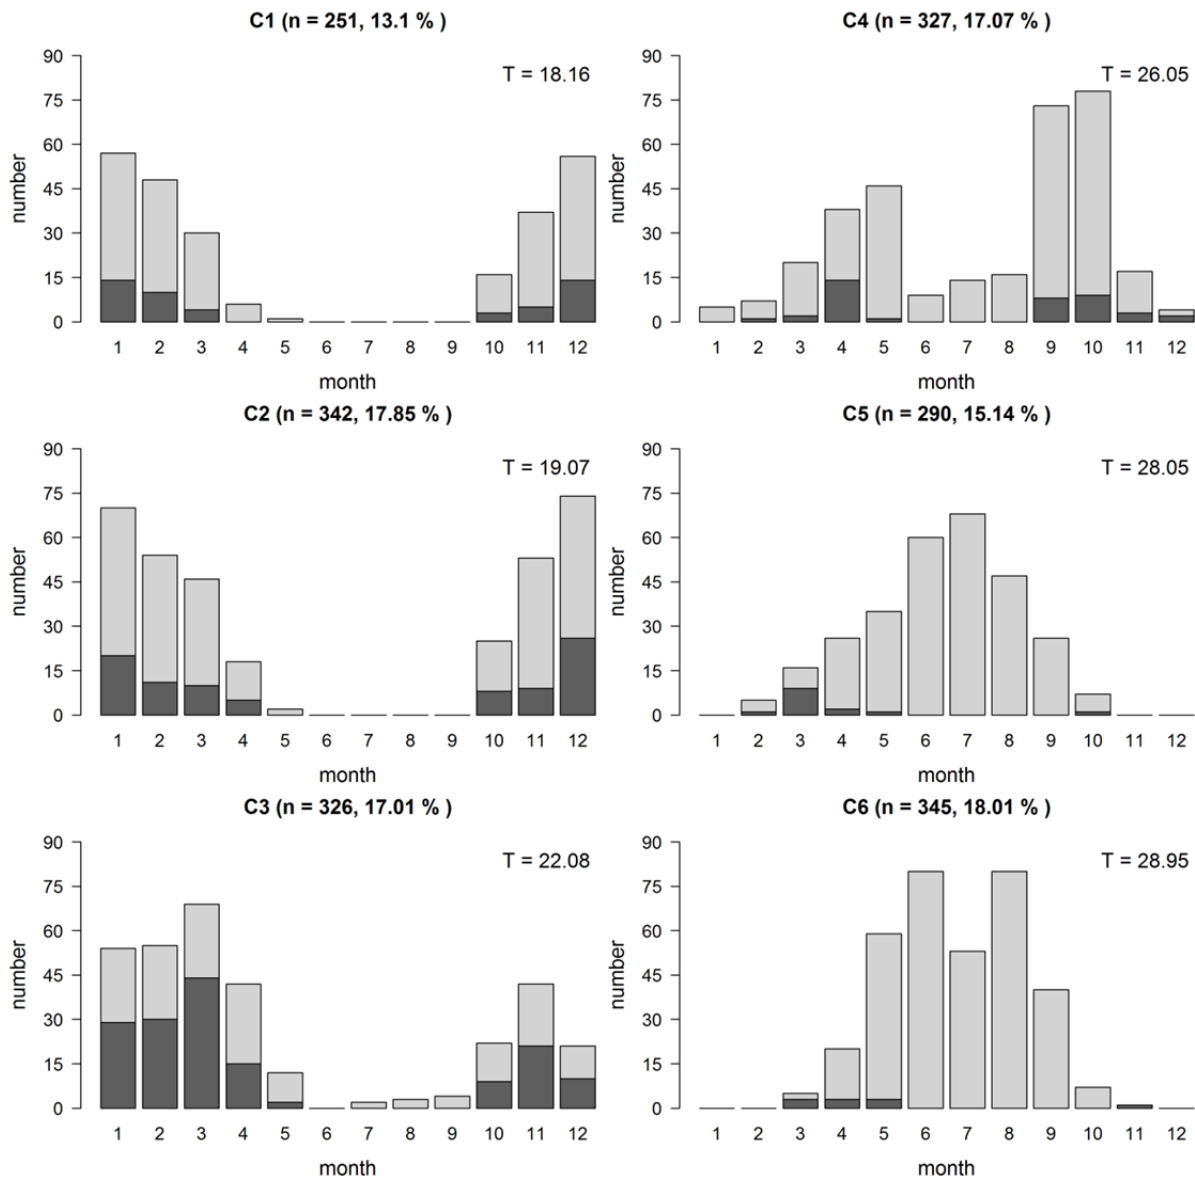 C1 (n = 251, 13.1 % )
T = 18.16
number
90
75
60
45
30
15
0
1 2 3 4 5 6 7 8 9 10 11 12
month
C4 (n = 327, 17.07 % )
T = 26.05
number
90
75
60
45
30
15
0
1 2 3 4 5 6 7 8 9 10 11 12
month
C2 (n = 342, 17.85 % )
T = 19.07
number
90
75
60
45
30
15
0
1 2 3 4 5 6 7 8 9 10 11 12
month
C5 (n = 290, 15.14 % )
T = 28.05
number
90
75
60
45
30
15
0
1 2 3 4 5 6 7 8 9 10 11 12
month
C3 (n = 326, 17.01 % )
T = 22.08
number
90
75
60
45
30
15
0
1 2 3 4 5 6 7 8 9 10 11 12
month
C6 (n = 345, 18.01 % )
T = 28.95
number
90
75
60
45
30
15
0
1 2 3 4 5 6 7 8 9 10 11 12
month